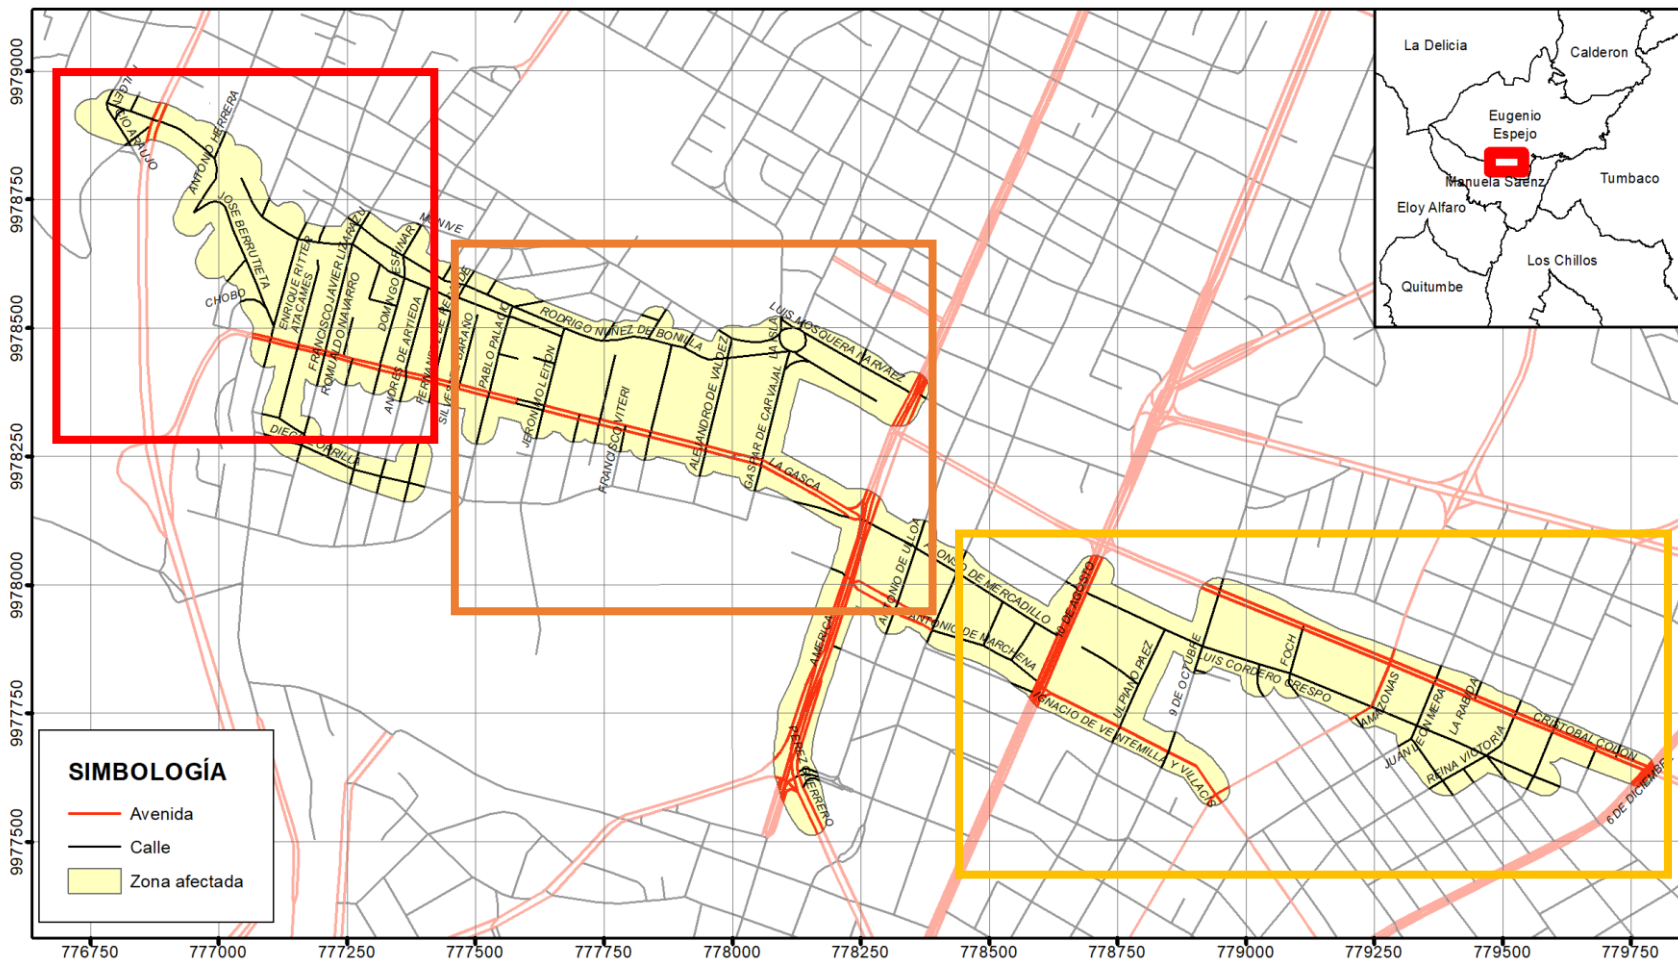 La Delicia
Calderon
Eugenio
Espejo
Manuela Saenz
Tumbaco
Eloy Alfaro
Los Chillos
Quitumbe
9979000
9978750
9978500
9978250
9978000
9977750
9977500
ANTONIO HERRERA
JOSE BERRUTIETA
CHOBO
ENRIQUE RITTER
ATACAMES
FRANCISCO JAVIER LIZARAZU
ROMUALDO NAVARRO
DOMINGO ESPINAR
ANDRES DE ARTIEDA
DIEGO ZORRILLA
PABLO PALACIO
RODRIGO NUÑEZ DE BONILLA
JERONIMO LEITON
FRANCISCO VITERI
ALEJANDRO DE VALDEZ
GASPAR DE CARVAJAL
LA ISLA
LUIS MOSQUERA NARVAEZ
LA GASCA
ANTONIO DE ULLOA
ALONSO DE MERCADILLO
ANTONIO DE MARCHENA
AMERICA
PEREZ GUERRERO
10 DE AGOSTO
IGNACIO DE VEINTEMILLA Y VILLACIS
ULPIANO PAEZ
9 DE OCTUBRE
LUIS CORDERO CRESPO
FOCH
AMAZONAS
JUAN LEON MERA
LA RABIDA
REINA VICTORIA
CRISTOBAL COLON
6 DE DICIEMBRE
SIMBOLOGÍA
Avenida
Calle
Zona afectada
776750 777000 777250 777500 777750 778000 778250 778500 778750 779000 779250 779500 779750